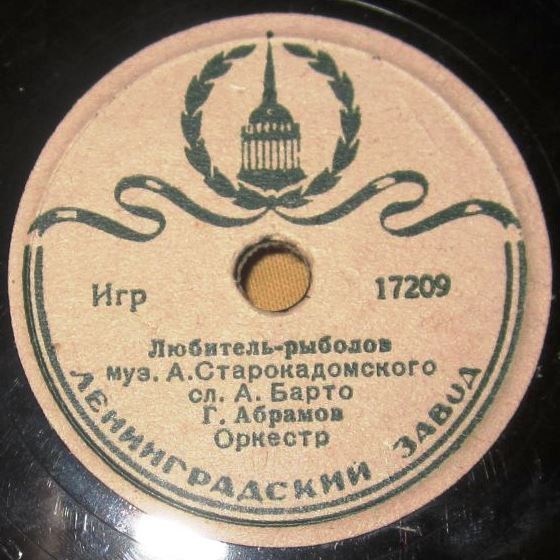 Игр 17209
Любитель-рыболов
муз. А.Старокадомского
сл. А. Барто
Г. Абрамов
Оркестр
ЛЕНИНГРАДСКИЙ ЗАВОД